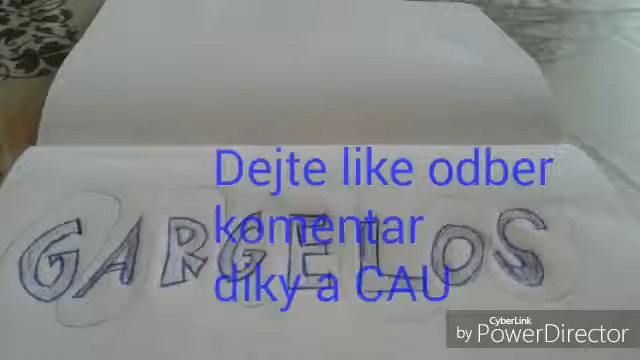 Dejte like odber
komentar
GARGELOS
diky a CAU
CyberLink
by PowerDirector